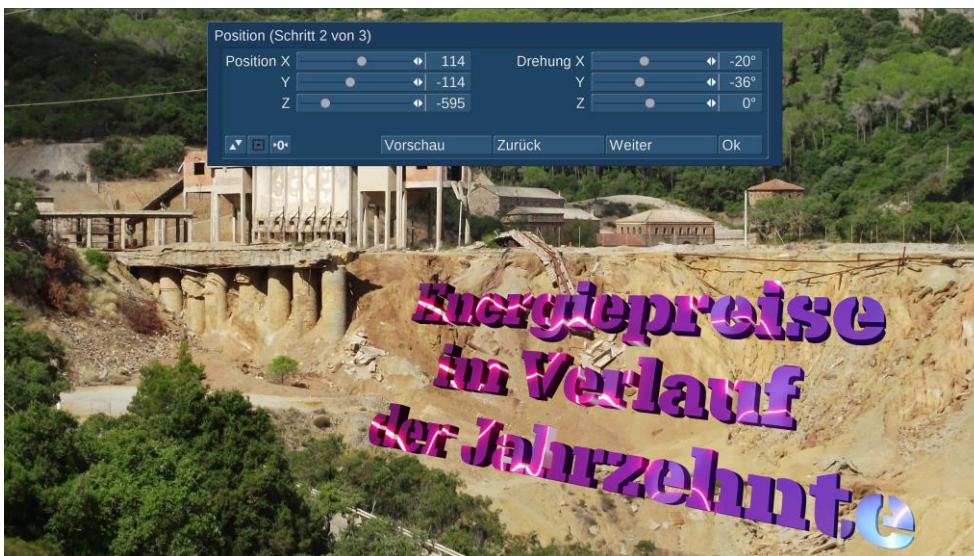 Position (Schritt 2 von 3)
Position X 114 Drehung X -20°
Y -114 Y -36°
Z -595 Z 0°
0
Vorschau Zurück Weiter Ok
Energiepreise
im Verlauf
der Jahrzehnte